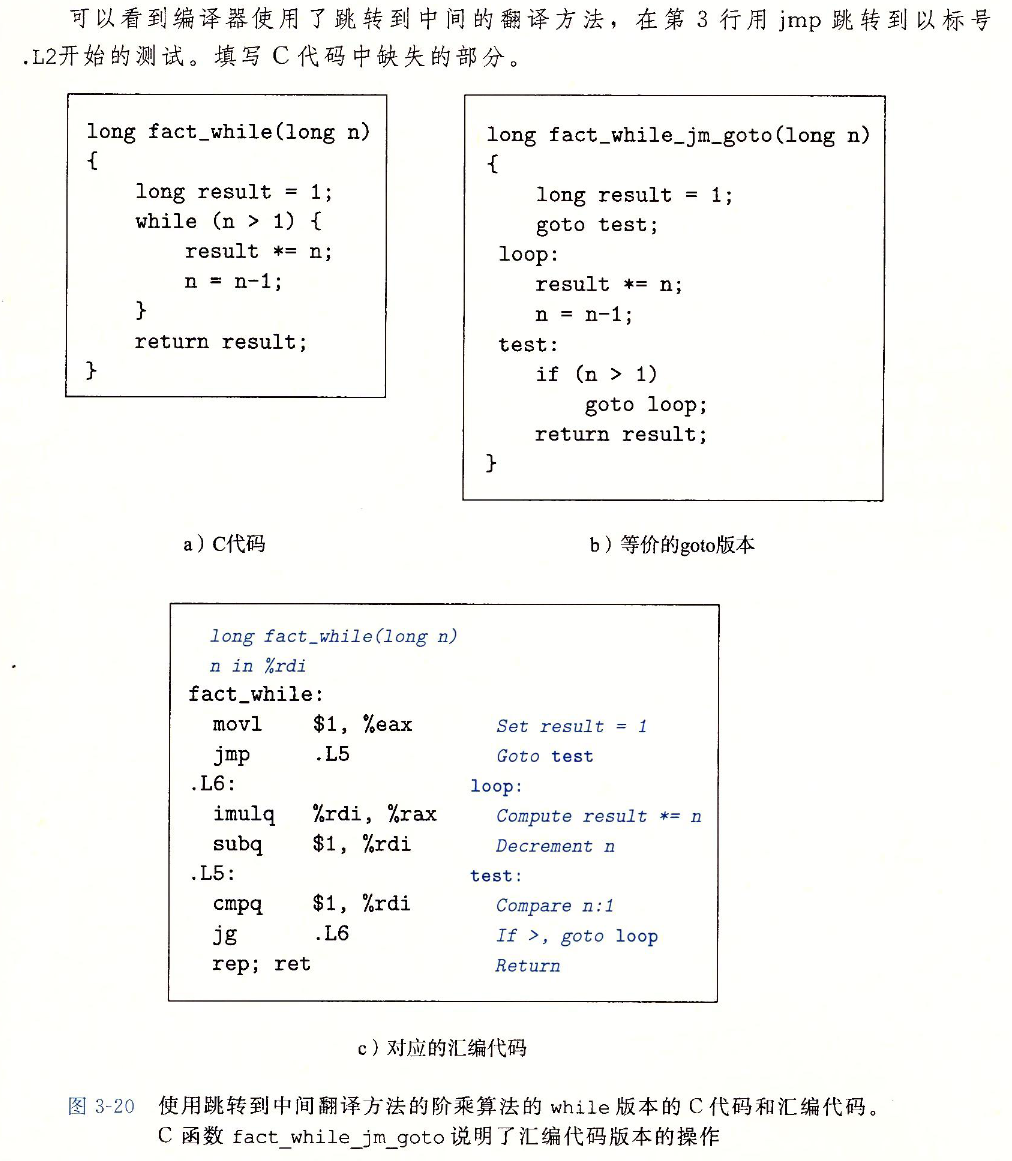 可以看到编译器使用了跳转到中间的翻译方法，在第 3 行用 jmp 跳转到以标号
.L2开始的测试。填写 C 代码中缺失的部分。
long fact_while(long n)
{
    long result = 1;
    while (n > 1) {
        result *= n;
        n = n-1;
    }
    return result;
}
a）C代码
long fact_while_jm_goto(long n)
{
    long result = 1;
    goto test;
 loop:
    result *= n;
    n = n-1;
 test:
    if (n > 1)
        goto loop;
    return result;
}
b）等价的goto版本
long fact_while(long n)
n in %rdi
fact_while:
  movl    $1, %eax    Set result = 1
  jmp     .L5    Goto test
.L6:    loop:
  imulq   %rdi, %rax    Compute result *= n
  subq    $1, %rdi    Decrement n
.L5:    test:
  cmpq    $1, %rdi    Compare n:1
  jg      .L6    If >, goto loop
  rep; ret    Return
c）对应的汇编代码
图 3-20 使用跳转到中间翻译方法的阶乘算法的 while 版本的 C 代码和汇编代码。
C 函数 fact_while_jm_goto 说明了汇编代码版本的操作